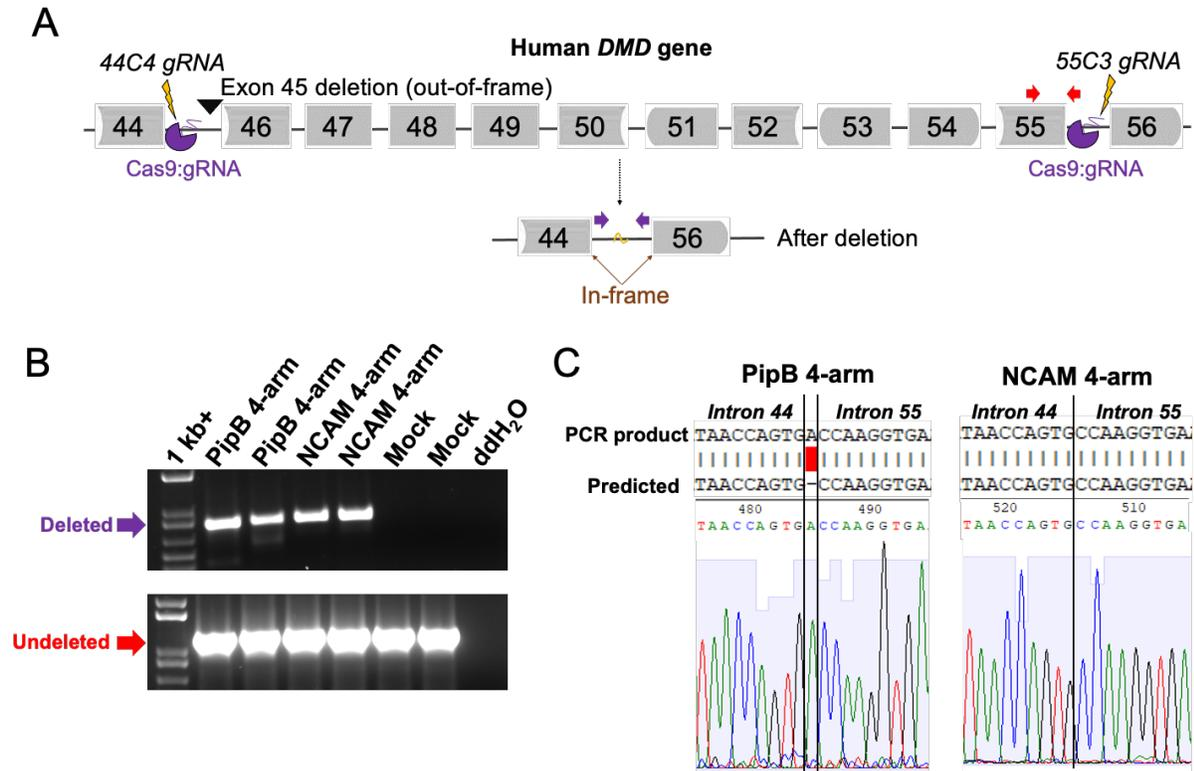 A
Human DMD gene
44C4 gRNA
55C3 gRNA
Exon 45 deletion (out-of-frame)
44 46 47 48 49 50 51 52 53 54 55 56
Cas9:gRNA
Cas9:gRNA
44 56 After deletion
In-frame
B
1 kb+
PipB 4-arm
PipB 4-arm
NCAM 4-arm
NCAM 4-arm
Mock
Mock
ddH2O
Deleted
Undeleted
C
PipB 4-arm
NCAM 4-arm
Intron 44 Intron 55
Intron 44 Intron 55
PCR product
TAACCAGTGACCAAGGTGA
TAACCAGTGCCAAGGTGA
Predicted
TAACCAGTG-CCAAGGTGA
TAACCAGTGCCAAGGTGA
480 490
520 510
TAACCAGTGACCAAGGTGA
TAACCAGTGCCAAGGTGA